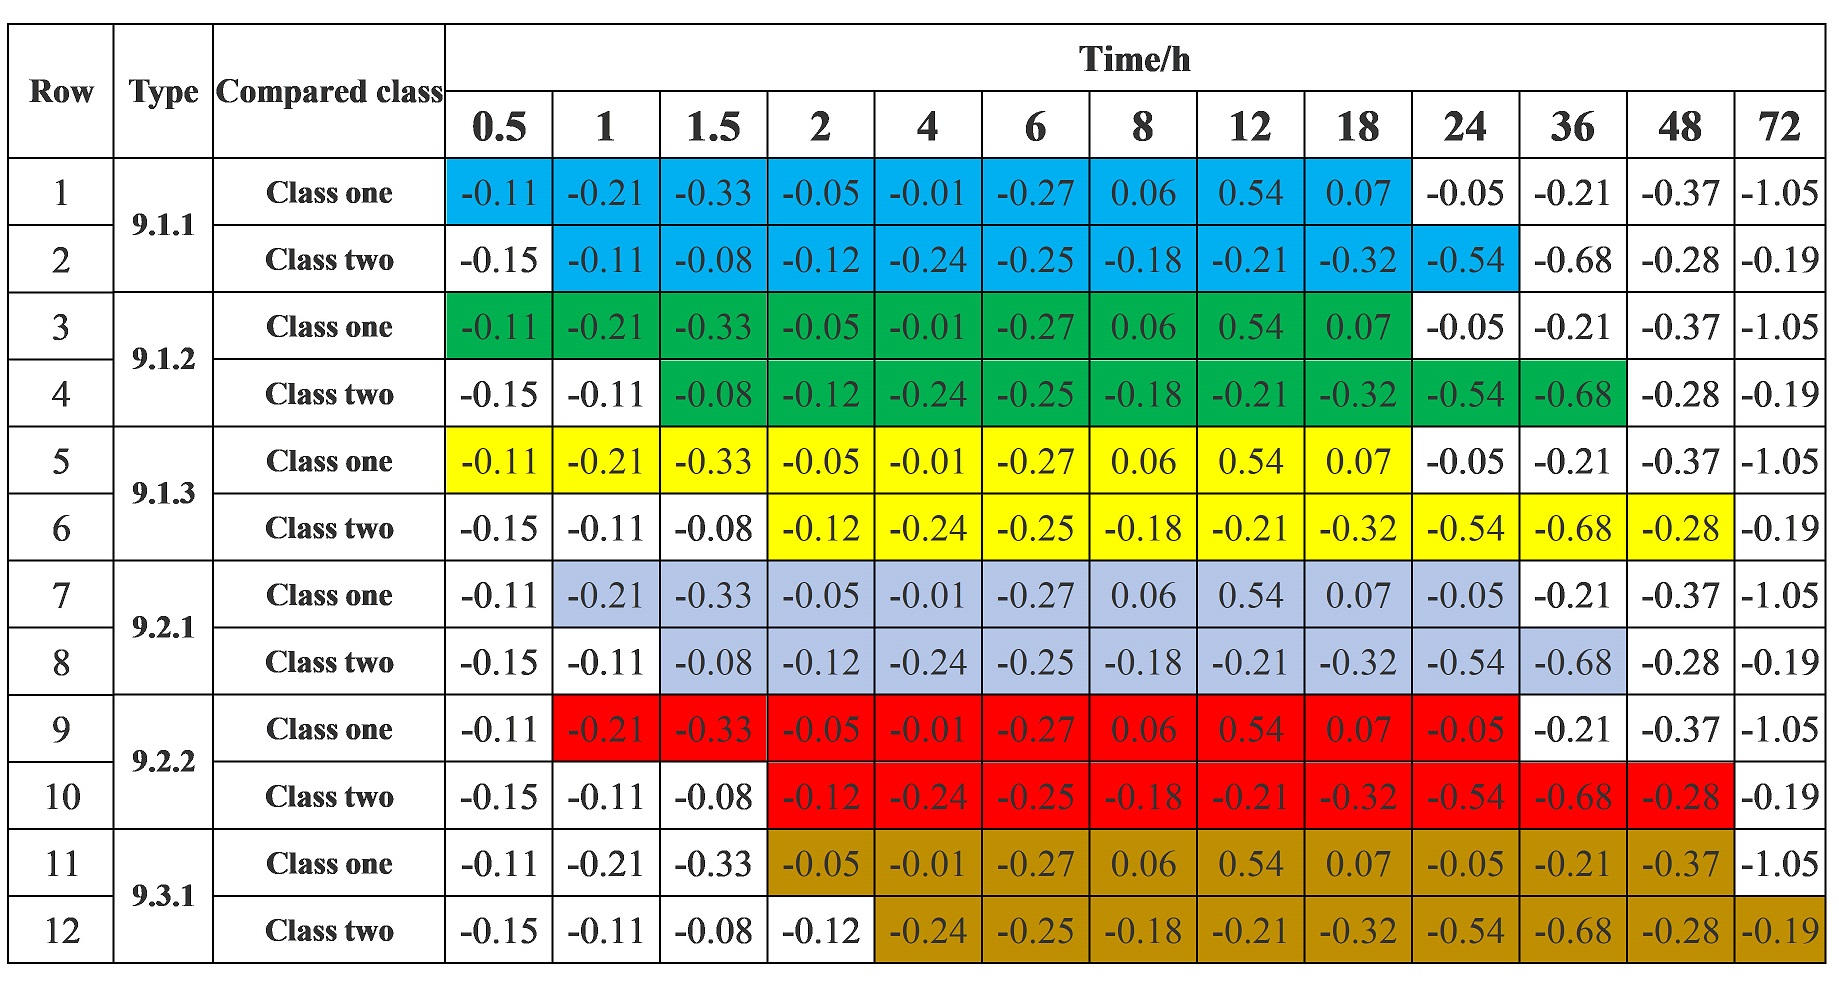 Row Type Compared class Time/h
0.5 1 1.5 2 4 6 8 12 18 24 36 48 72
1 9.1.1 Class one -0.11 -0.21 -0.33 -0.05 -0.01 -0.27 0.06 0.54 0.07 -0.05 -0.21 -0.37 -1.05
2 Class two -0.15 -0.11 -0.08 -0.12 -0.24 -0.25 -0.18 -0.21 -0.32 -0.54 -0.68 -0.28 -0.19
3 9.1.2 Class one -0.11 -0.21 -0.33 -0.05 -0.01 -0.27 0.06 0.54 0.07 -0.05 -0.21 -0.37 -1.05
4 Class two -0.15 -0.11 -0.08 -0.12 -0.24 -0.25 -0.18 -0.21 -0.32 -0.54 -0.68 -0.28 -0.19
5 9.1.3 Class one -0.11 -0.21 -0.33 -0.05 -0.01 -0.27 0.06 0.54 0.07 -0.05 -0.21 -0.37 -1.05
6 Class two -0.15 -0.11 -0.08 -0.12 -0.24 -0.25 -0.18 -0.21 -0.32 -0.54 -0.68 -0.28 -0.19
7 9.2.1 Class one -0.11 -0.21 -0.33 -0.05 -0.01 -0.27 0.06 0.54 0.07 -0.05 -0.21 -0.37 -1.05
8 Class two -0.15 -0.11 -0.08 -0.12 -0.24 -0.25 -0.18 -0.21 -0.32 -0.54 -0.68 -0.28 -0.19
9 9.2.2 Class one -0.11 -0.21 -0.33 -0.05 -0.01 -0.27 0.06 0.54 0.07 -0.05 -0.21 -0.37 -1.05
10 Class two -0.15 -0.11 -0.08 -0.12 -0.24 -0.25 -0.18 -0.21 -0.32 -0.54 -0.68 -0.28 -0.19
11 9.3.1 Class one -0.11 -0.21 -0.33 -0.05 -0.01 -0.27 0.06 0.54 0.07 -0.05 -0.21 -0.37 -1.05
12 Class two -0.15 -0.11 -0.08 -0.12 -0.24 -0.25 -0.18 -0.21 -0.32 -0.54 -0.68 -0.28 -0.19